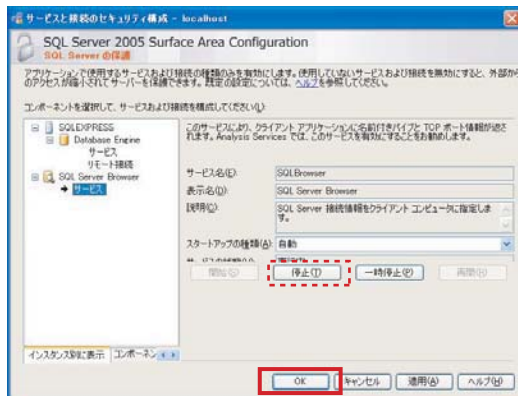 サービスと接続のセキュリティ構成 - localhost
SQL Server 2005 Surface Area Configuration
SQL Server の保護
アプリケーションで使用するサービスおよび接続の種類のみを有効にします。使用していないサービスおよび接続を無効にすると、外部から
のアクセスが縮小されてサーバーを保護できます。既定の設定については、ヘルプを参照してください。
コンポーネントを選択して、サービスおよび接続を構成してください(L):
SQLEXPRESS
Database Engine
サービス
リモート接続
SQL Server Browser
サービス
このサービスにより、クライアント アプリケーションに名前付きパイプと TCP ポート情報が返さ
れます。Analysis Services では、このサービスを有効にすることをお勧めします。
サービス名(E): SQLBrowser
表示名(D): SQL Server Browser
説明(C): SQL Server 接続情報をクライアント コンピュータに指定しま
す。
スタートアップの種類(A): 自動
開始(S) 停止(T) 一時停止(P) 再開(R)
インスタンス別に表示 コンポーネン
OK キャンセル 適用(A) ヘルプ(H)